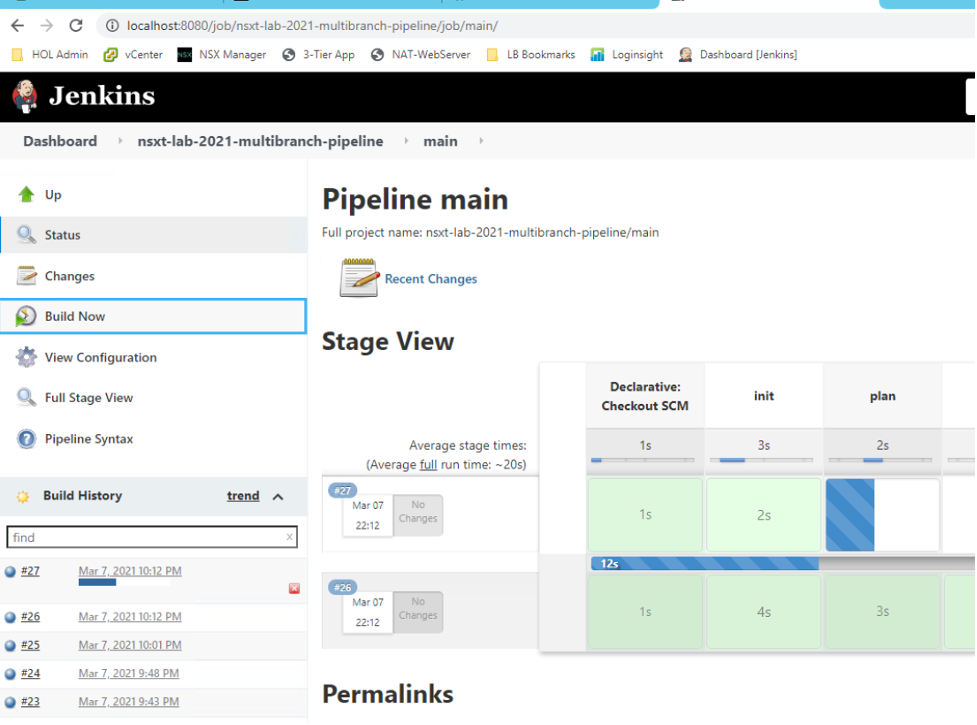 localhost:8080/job/nsxt-lab-2021-multibranch-pipeline/job/main/
HOL Admin vCenter NSX NSX Manager 3-Tier App NAT-WebServer LB Bookmarks Loginsight Dashboard [Jenkins]
Jenkins
Dashboard nsxt-lab-2021-multibranch-pipeline main
Up
Status
Changes
Build Now
View Configuration
Full Stage View
Pipeline Syntax
Build History trend
find x
#27 Mar 7, 2021 10:12 PM
#26 Mar 7, 2021 10:12 PM
#25 Mar 7, 2021 10:01 PM
#24 Mar 7, 2021 9:48 PM
#23 Mar 7, 2021 9:43 PM
Pipeline main
Full project name: nsxt-lab-2021-multibranch-pipeline/main
Recent Changes
Stage View
Declarative:
Checkout SCM
init
plan
Average stage times:
(Average full run time: ~20s)
1s 3s 2s
#27
Mar 07
22:12
No
Changes
1s 2s
12s
#26
Mar 07
22:12
No
Changes
1s 4s 3s
Permalinks